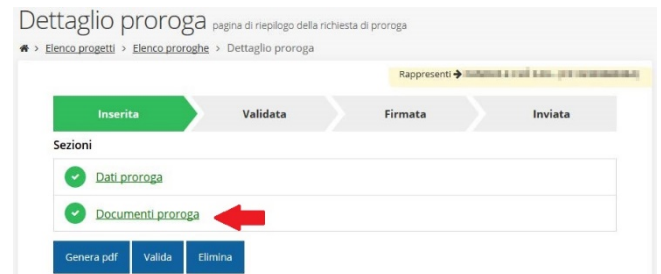 Dettaglio proroga pagina di riepilogo della richiesta di proroga
> Elenco progetti > Elenco proroghe > Dettaglio proroga
Rappresenti
Inserita Validata Firmata Inviata
Sezioni
Dati proroga
Documenti proroga
Genera pdf Valida Elimina